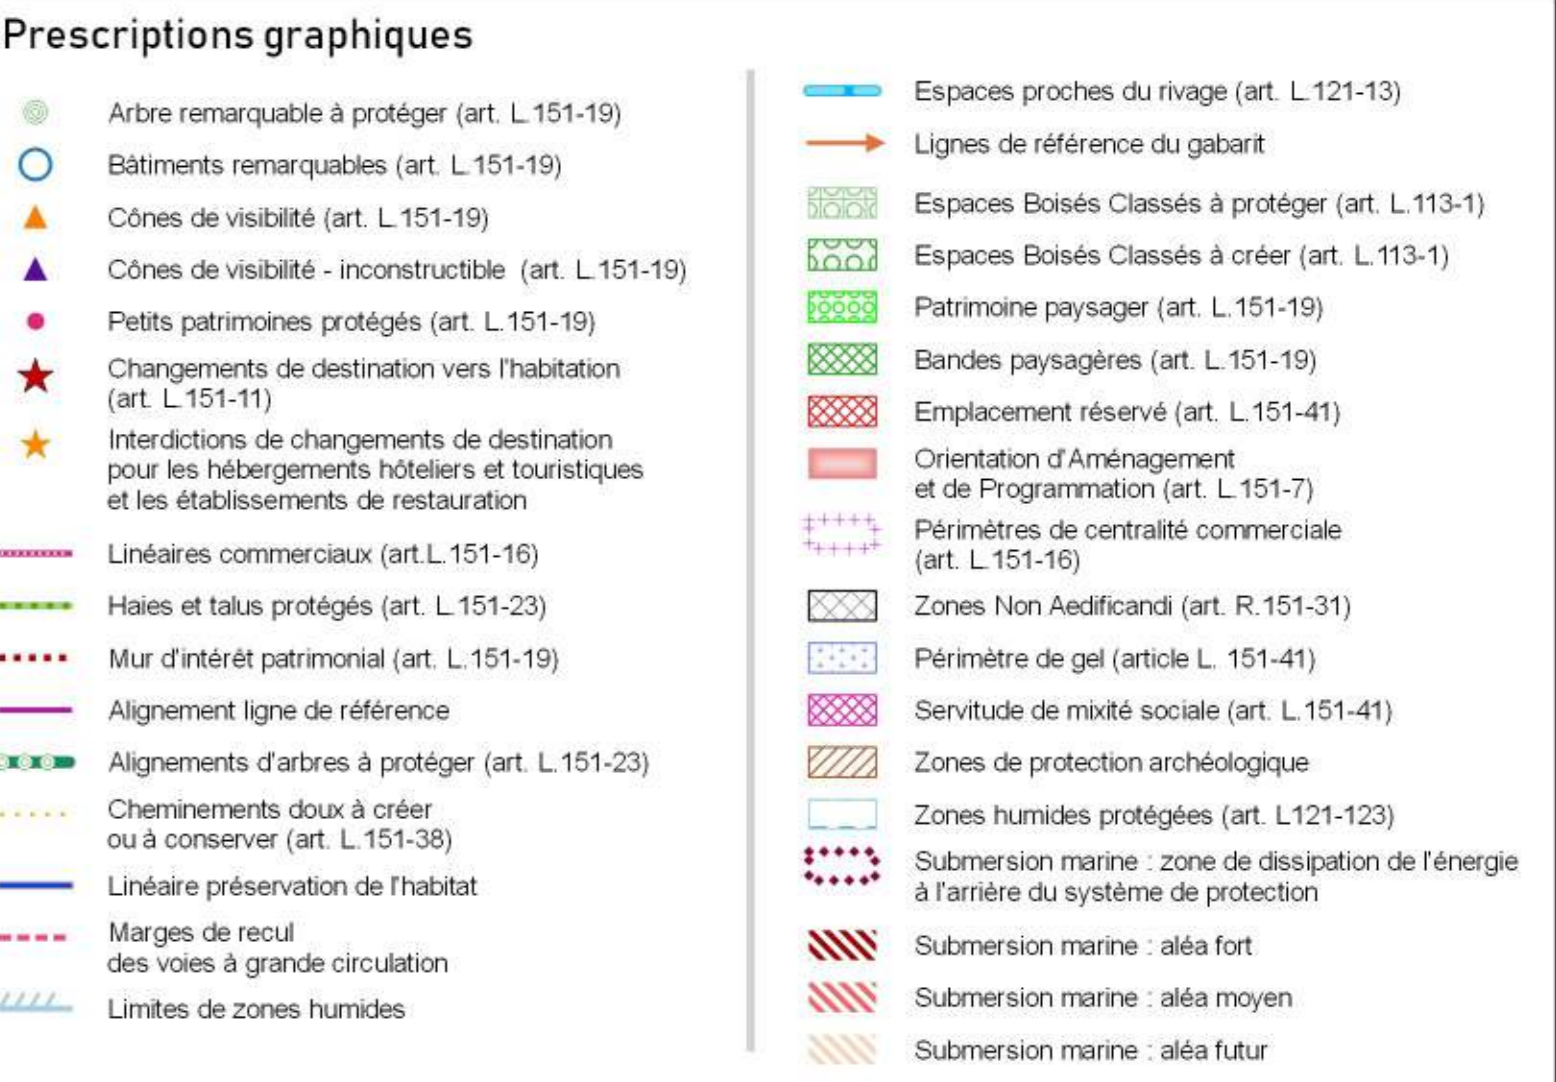 Prescriptions graphiques
Arbre remarquable à protéger (art. L.151-19)
Bâtiments remarquables (art. L.151-19)
Cônes de visibilité (art. L.151-19)
Cônes de visibilité - inconstructible (art. L.151-19)
Petits patrimoines protégés (art. L.151-19)
Changements de destination vers l'habitation
(art. L.151-11)
Interdictions de changements de destination
pour les hébergements hôteliers et touristiques
et les établissements de restauration
Linéaires commerciaux (art.L.151-16)
Haies et talus protégés (art. L.151-23)
Mur d'intérêt patrimonial (art. L.151-19)
Alignement ligne de référence
Alignements d'arbres à protéger (art. L.151-23)
Cheminements doux à créer
ou à conserver (art. L.151-38)
Linéaire préservation de l'habitat
Marges de recul
des voies à grande circulation
Limites de zones humides
Espaces proches du rivage (art. L.121-13)
Lignes de référence du gabarit
Espaces Boisés Classés à protéger (art. L.113-1)
Espaces Boisés Classés à créer (art. L.113-1)
Patrimoine paysager (art. L.151-19)
Bandes paysagères (art. L.151-19)
Emplacement réservé (art. L.151-41)
Orientation d'Aménagement
et de Programmation (art. L.151-7)
Périmètres de centralité commerciale
(art. L.151-16)
Zones Non Aedificandi (art. R.151-31)
Périmètre de gel (article L. 151-41)
Servitude de mixité sociale (art. L.151-41)
Zones de protection archéologique
Zones humides protégées (art. L121-123)
Submersion marine : zone de dissipation de l'énergie
à l'arrière du système de protection
Submersion marine : aléa fort
Submersion marine : aléa moyen
Submersion marine : aléa futur